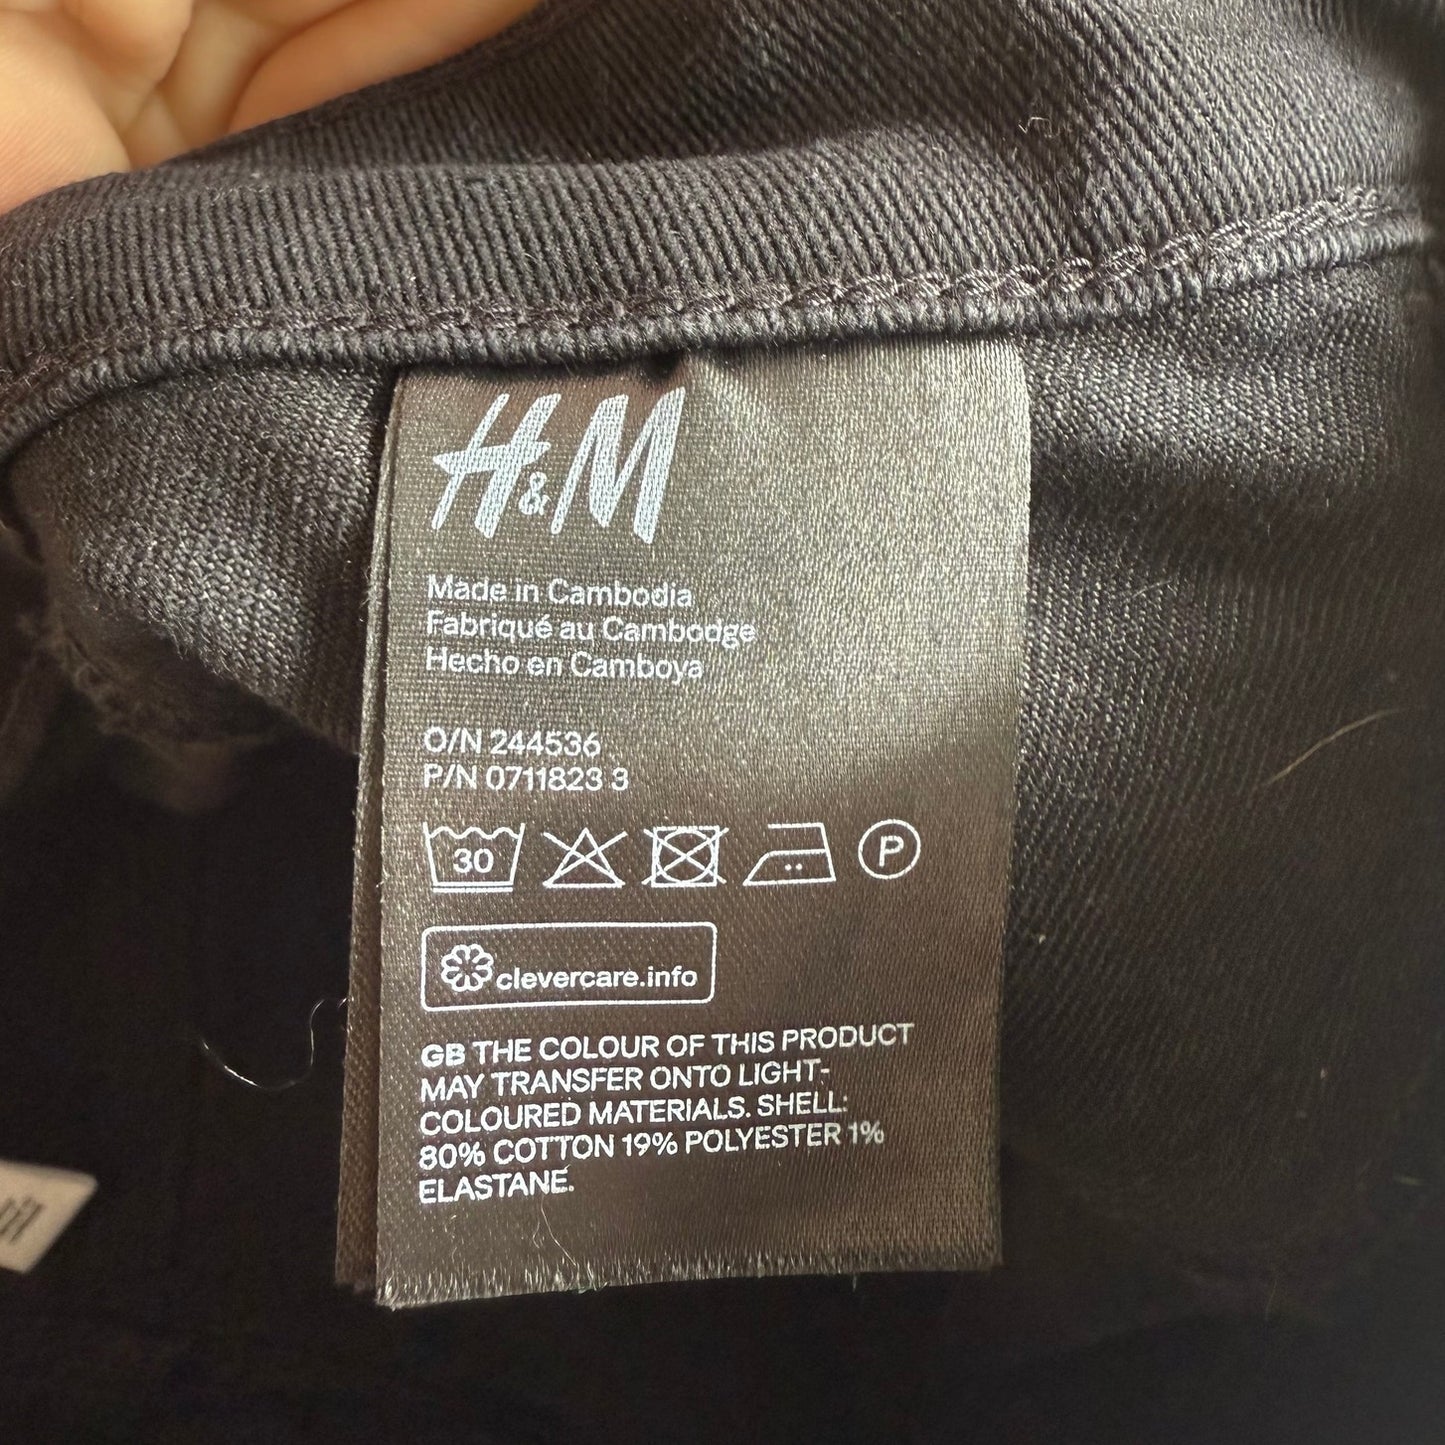 H&M
Made in Cambodia
Fabriqué au Cambodge
Hecho en Camboya
O/N 244536
P/N 0711823 3
30
P
clevercare.info
GB THE COLOUR OF THIS PRODUCT
MAY TRANSFER ONTO LIGHT-
COLOURED MATERIALS. SHELL:
80% COTTON 19% POLYESTER 1%
ELASTANE.